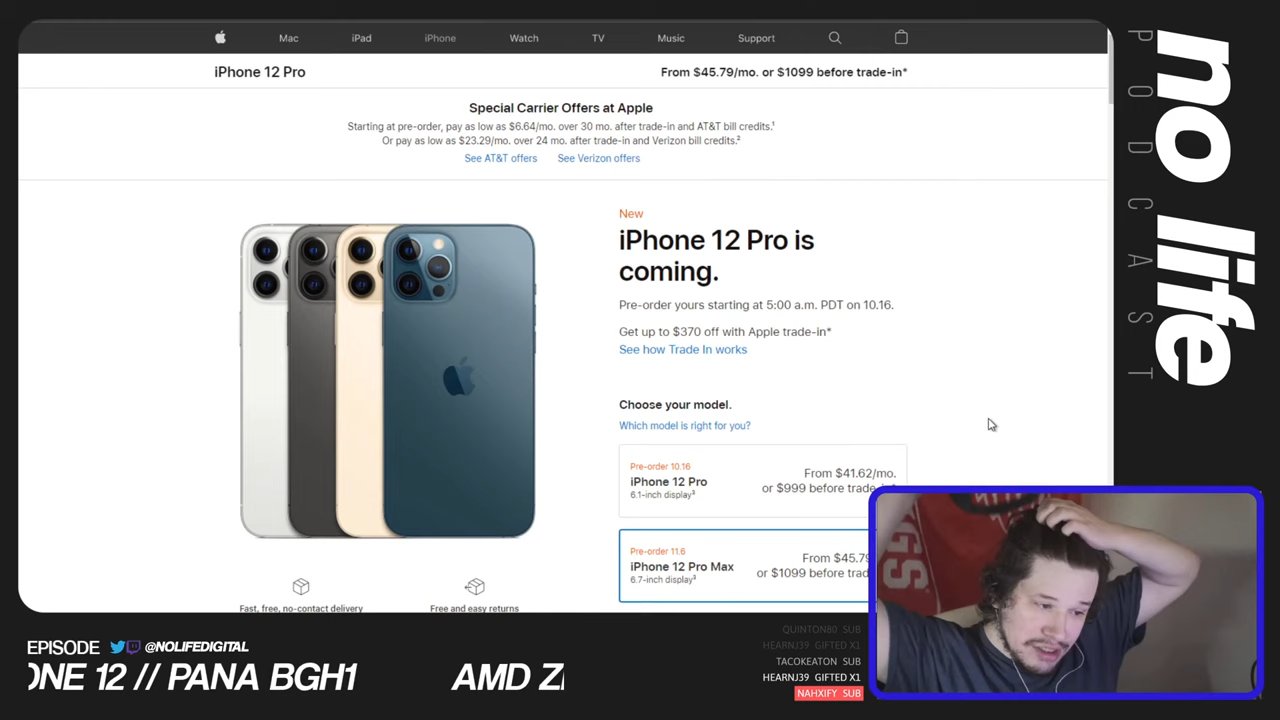 Mac
iPad
iPhone
Watch
TV
Music
Support
iPhone 12 Pro
From $45.79/mo. or $1099 before trade-in*
Special Carrier Offers at Apple
Starting at pre-order, pay as low as $6.64/mo. over 30 mo. after trade-in and AT&T bill credits.¹
Or pay as low as $23.29/mo. over 24 mo. after trade-in and Verizon bill credits.²
See AT&T offers
See Verizon offers
New
iPhone 12 Pro is
coming.
Pre-order yours starting at 5:00 a.m. PDT on 10.16.
Get up to $370 off with Apple trade-in*
See how Trade In works
Choose your model.
Which model is right for you?
Pre-order 10.16
iPhone 12 Pro
6.1-inch display³
From $41.62/mo.
or $999 before trade-in*
Pre-order 11.6
iPhone 12 Pro Max
6.7-inch display³
From $45.79
or $1099 before trad
Fast, free, no-contact delivery
Free and easy returns
no life
PODCAST
EPISODE
@NOLIFEDIGITAL
ONE 12 // PANA BGH1
AMD ZI
QUINTON80 SUB
HEARNJ39 GIFTED X1
TACOKEATON SUB
HEARNJ39 GIFTED X1
NAHXIFY SUB
GS